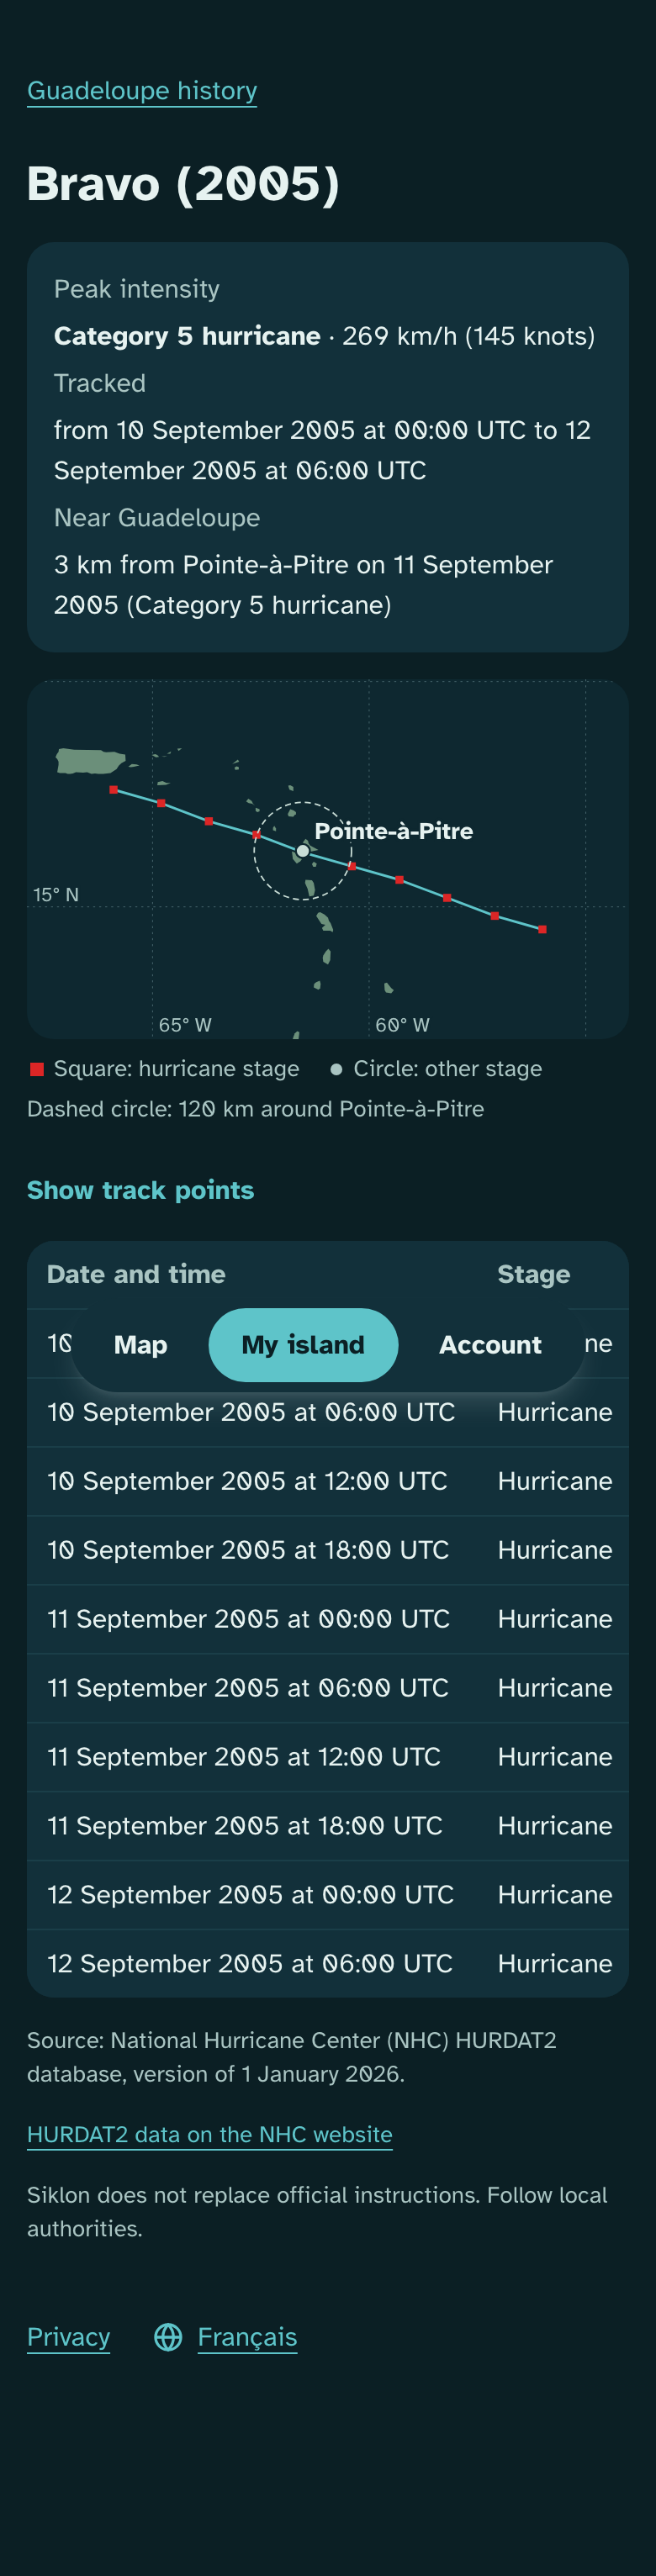 Guadeloupe history
Bravo (2005)
Peak intensity
Category 5 hurricane · 269 km/h (145 knots)
Tracked
from 10 September 2005 at 00:00 UTC to 12
September 2005 at 06:00 UTC
Near Guadeloupe
3 km from Pointe-à-Pitre on 11 September
2005 (Category 5 hurricane)
Pointe-à-Pitre
15° N
65° W
60° W
Square: hurricane stage
Circle: other stage
Dashed circle: 120 km around Pointe-à-Pitre
Show track points
Date and time Stage
10
Map My island Account
10 September 2005 at 06:00 UTC Hurricane
10 September 2005 at 12:00 UTC Hurricane
10 September 2005 at 18:00 UTC Hurricane
11 September 2005 at 00:00 UTC Hurricane
11 September 2005 at 06:00 UTC Hurricane
11 September 2005 at 12:00 UTC Hurricane
11 September 2005 at 18:00 UTC Hurricane
12 September 2005 at 00:00 UTC Hurricane
12 September 2005 at 06:00 UTC Hurricane
Source: National Hurricane Center (NHC) HURDAT2
database, version of 1 January 2026.
HURDAT2 data on the NHC website
Siklon does not replace official instructions. Follow local
authorities.
Privacy
Français